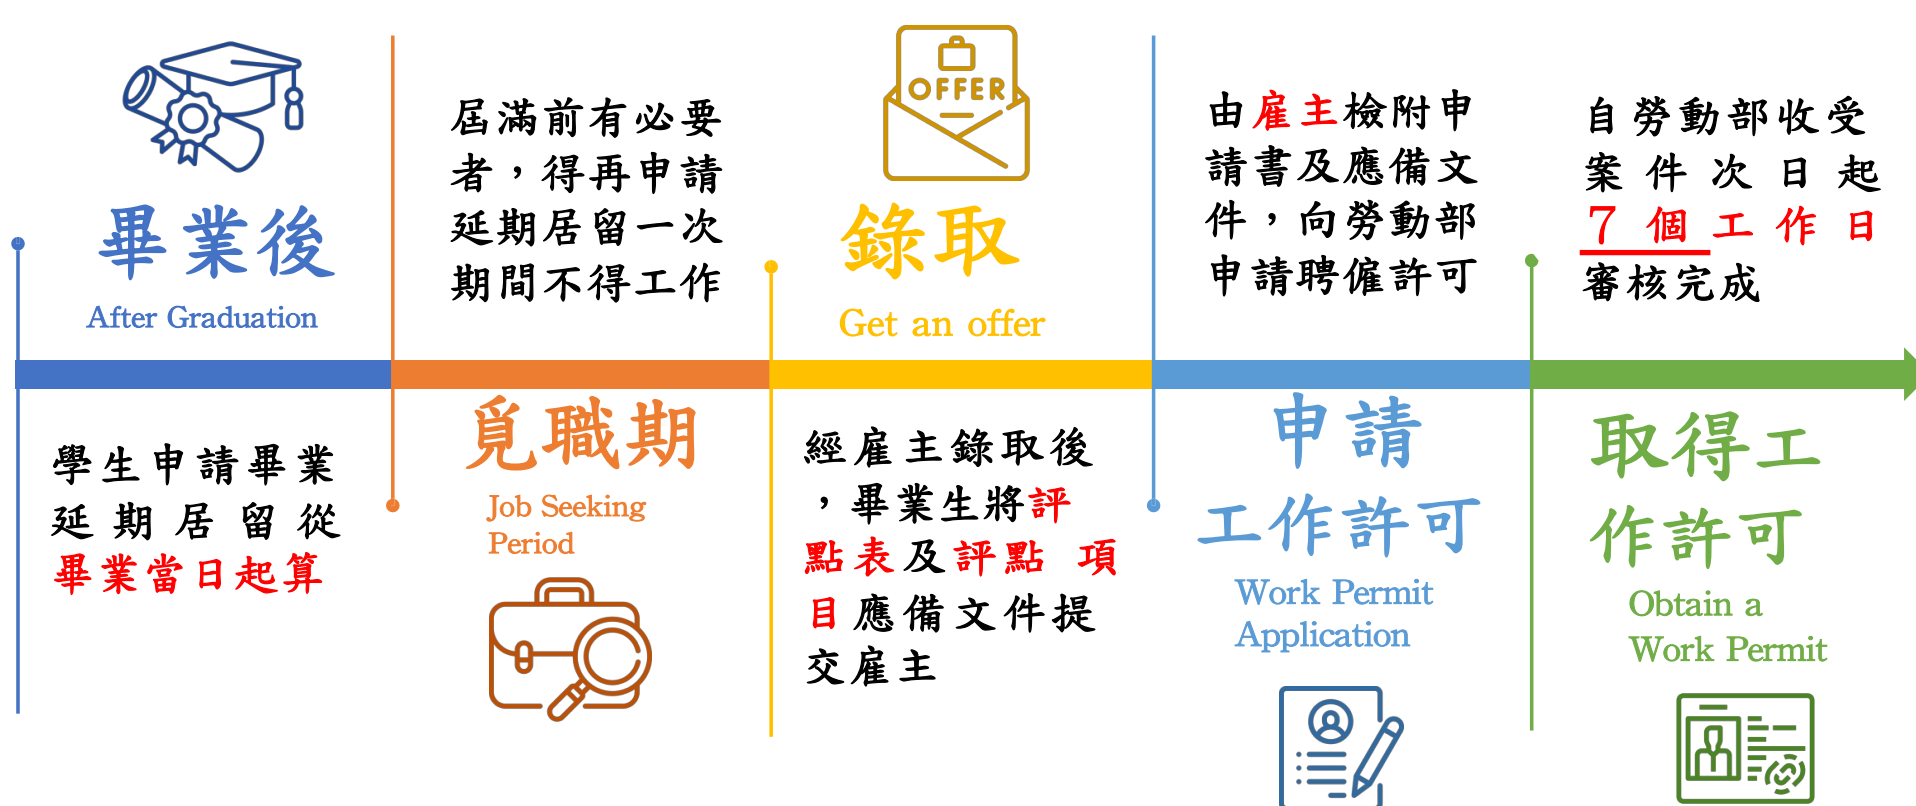 畢業後
After Graduation
學生申請畢業
延期居留從
畢業當日起算
屆滿前有必要
者，得再申請
延期居留一次
期間不得工作
覓職期
Job Seeking
Period
OFFER
錄取
Get an offer
經雇主錄取後
，畢業生將評
點表及評點 項
目應備文件提
交雇主
由雇主檢附申
請書及應備文
件，向勞動部
申請聘僱許可
申請
工作許可
Work Permit
Application
自勞動部收受
案件次日起
7個工作日
審核完成
取得工
作許可
Obtain a
Work Permit